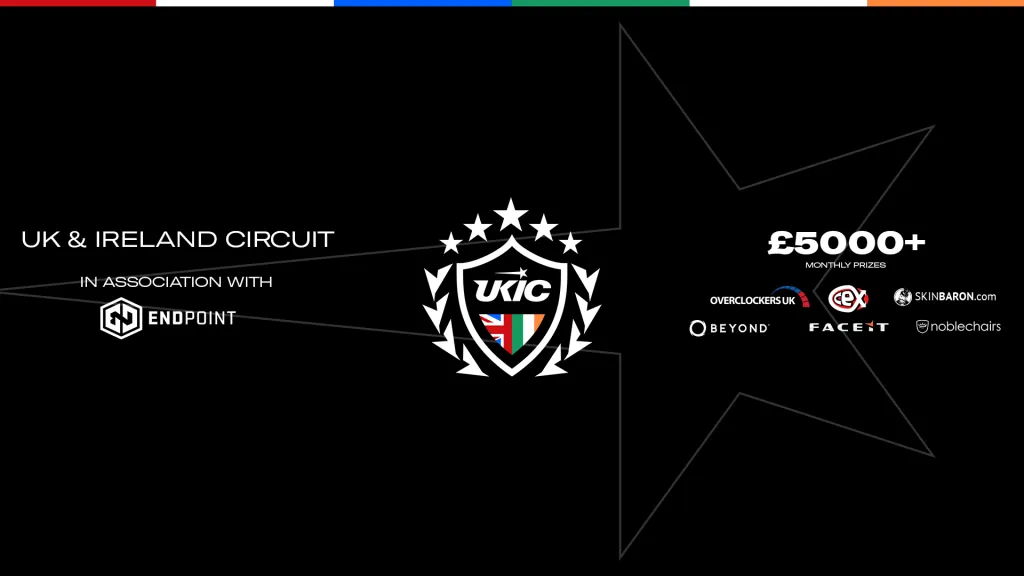 UK & IRELAND CIRCUIT
IN ASSOCIATION WITH
ENDPOINT
UKIC
£5000+
MONTHLY PRIZES
OVERCLOCKERS UK
CeX
SKINBARON.com
BEYOND
FACEIT
noblechairs